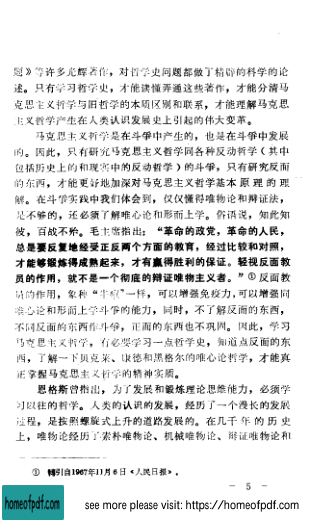 题》等许多光辉著作，对哲学史问题都做了精辟的科学的论
述。只有学习哲学史，才能读懂弄通这些著作，才能分清马
克思主义哲学与旧哲学的本质区别和联系，才能理解马克思
主义哲学产生在人类认识发展史上引起的伟大变革。
马克思主义哲学是在斗争中产生的，也是在斗争中发展
的。因此，只有研究马克思主义哲学同各种反动哲学（其中
包括历史上的和现实中的反动哲学）的斗争，只有研究反面
的东西，才能更好地加深对马克思主义哲学基本原理的理
解。在斗争实践中我们体会到，仅仅懂得唯物论和辩证法，
是不够的，还必须了解唯心论和形而上学。俗语说，知此知
彼，百战不殆。毛主席指出：“革命的政党，革命的人民，
总是要反复地经受正反两个方面的教育，经过比较和对照，
才能够锻炼得成熟起来，才有赢得胜利的保证。轻视反面教
员的作用，就不是一个彻底的辩证唯物主义者。”①反面教
员的作用，象种“牛痘”一样，可以增强免疫力，可以增强同
唯心论和形而上学斗争的能力，同时，不了解反面的东西，
不同反面的东西作斗争，正面的东西也不巩固。因此，学习
马克思主义哲学，有必要学习一点哲学史，知道点反面的东
西，了解一下贝克莱、康德和黑格尔的唯心论哲学，才能真
正掌握马克思主义哲学的精神实质。
恩格斯曾指出，为了发展和锻炼理论思维能力，必须学
习以往的哲学。人类的认识的发展，经历了一个漫长的发展
过程，是按照螺旋式上升的道路发展的。在几千年的历史
上，唯物论经历了素朴唯物论、机械唯物论、辩证唯物论和
① 转引自1967年11月6日《人民日报》。
— 5 —
homeofpdf.com
see more please visit: https://homeofpdf.com